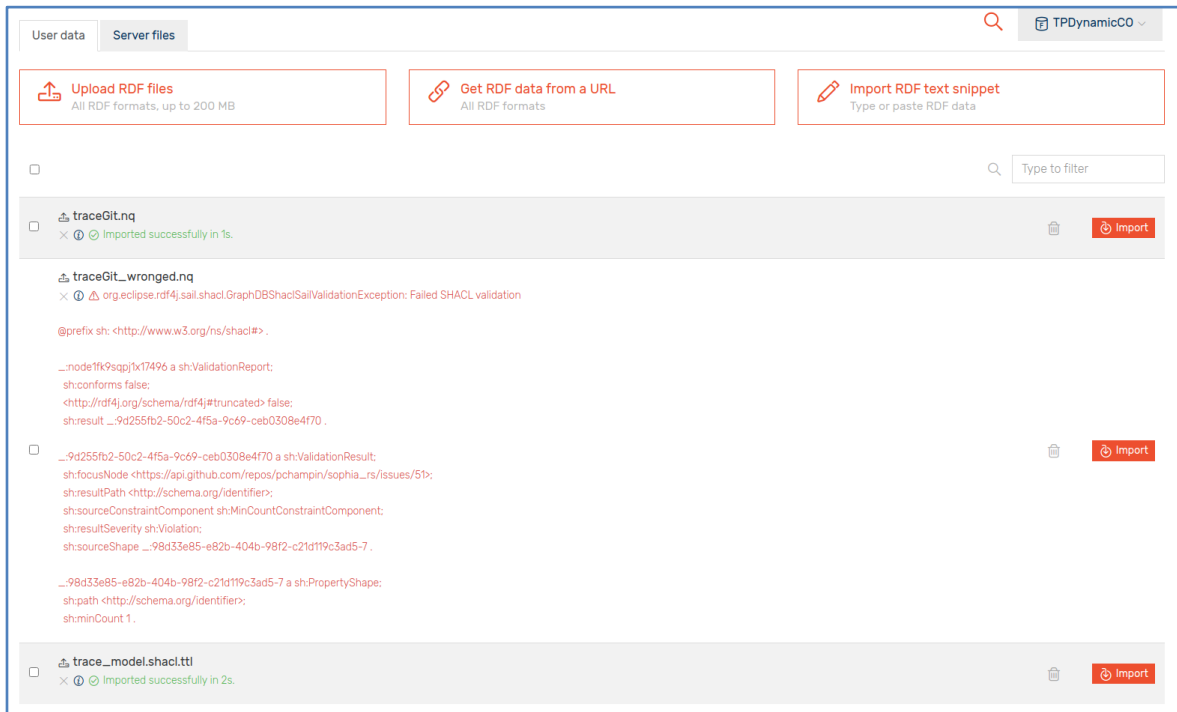 User data
Server files
TPDynamicCO
Upload RDF files
All RDF formats, up to 200 MB
Get RDF data from a URL
All RDF formats
Import RDF text snippet
Type or paste RDF data
Type to filter
traceGit.nq
Imported successfully in 1s.
Import
traceGit_wronged.nq
org.eclipse.rdf4j.sail.shacl.GraphDBShaclSailValidationException: Failed SHACL validation
@prefix sh: <http://www.w3.org/ns/shacl#> .
_:node1fk9sqpj1x17496 a sh:ValidationReport;
sh:conforms false;
<http://rdf4j.org/schema/rdf4j#truncated> false;
sh:result _:9d255fb2-50c2-4f5a-9c69-ceb0308e4f70 .
_:9d255fb2-50c2-4f5a-9c69-ceb0308e4f70 a sh:ValidationResult;
sh:focusNode <https://api.github.com/repos/pchampin/sophia_rs/issues/51>;
sh:resultPath <http://schema.org/identifier>;
sh:sourceConstraintComponent sh:MinCountConstraintComponent;
sh:resultSeverity sh:Violation;
sh:sourceShape _:98d33e85-e82b-404b-98f2-c21d119c3ad5-7 .
_:98d33e85-e82b-404b-98f2-c21d119c3ad5-7 a sh:PropertyShape;
sh:path <http://schema.org/identifier>;
sh:minCount 1 .
Import
trace_model.shacl.ttl
Imported successfully in 2s.
Import